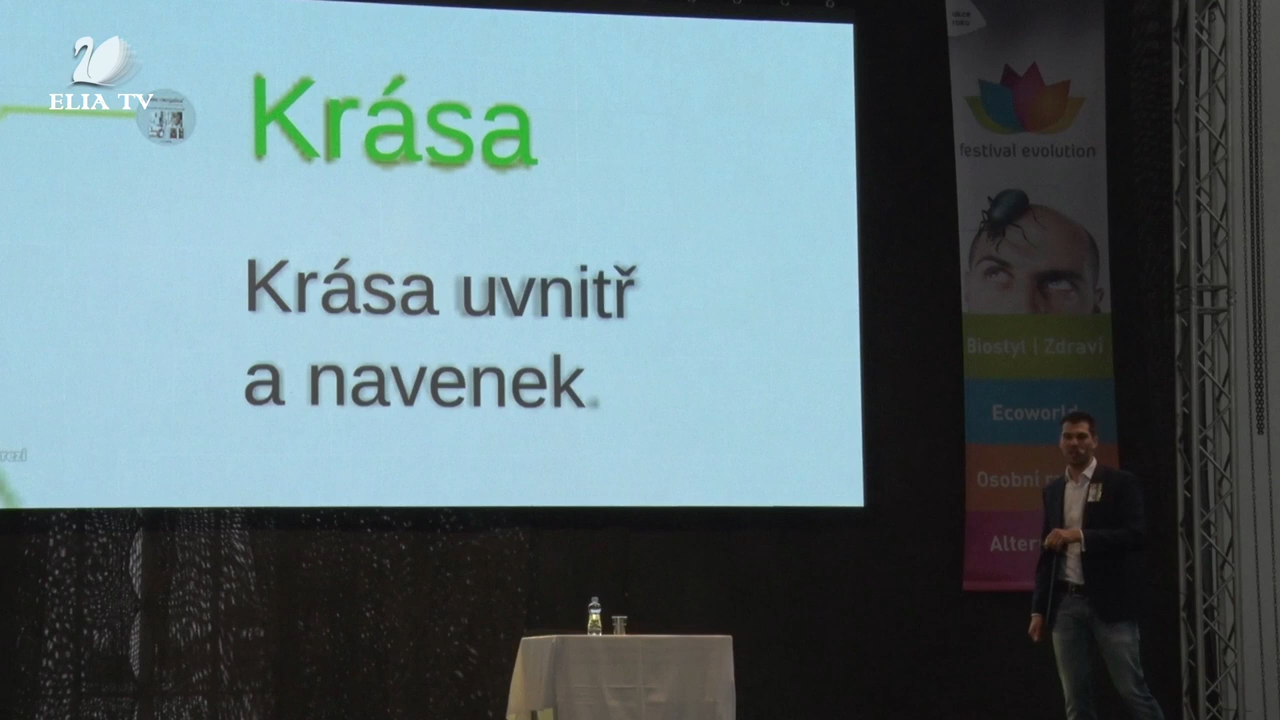 ELIA TV
Krása
Krása uvnitř
a navenek.
festival evolution
Biostyl | Zdraví
Ecoworld
Osobní
Alter